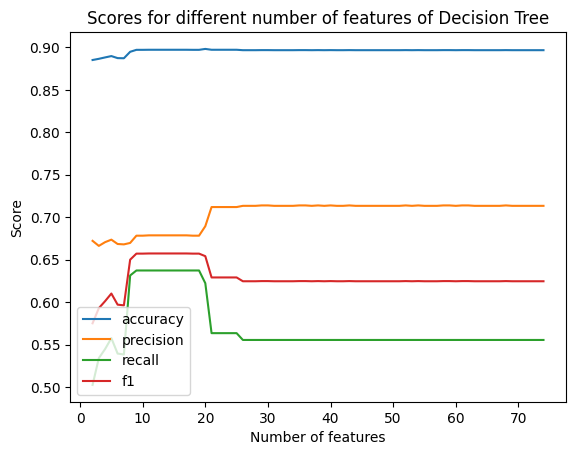 Scores for different number of features of Decision Tree
0.90
0.85
0.80
0.75
0.70
0.65
0.60
0.55
0.50
Score
accuracy
precision
recall
f1
0 10 20 30 40 50 60 70
Number of features